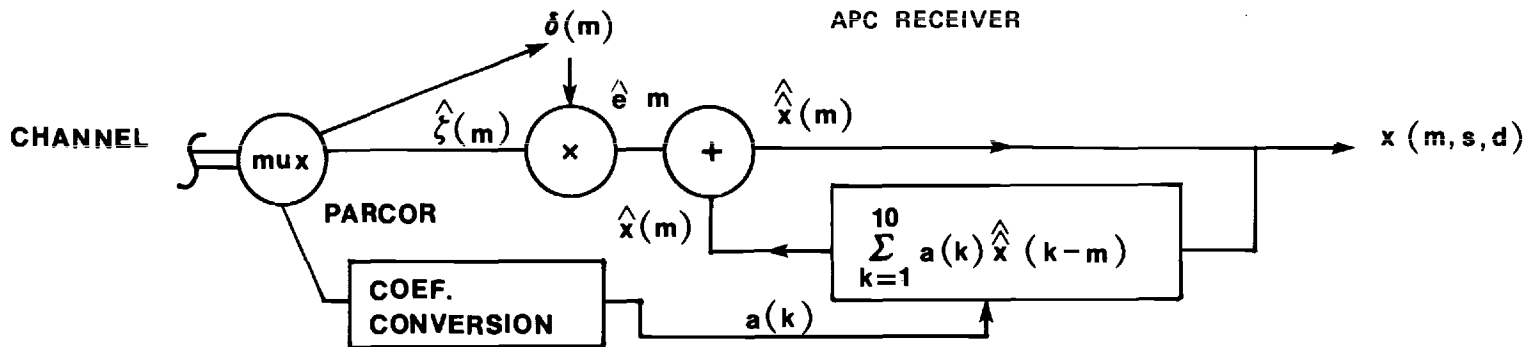 APC RECEIVER
δ(m)
ê m
x̂̂(m)
CHANNEL
mux
ζ̂(m)
×
+
x (m, s, d)
PARCOR
x̂(m)
10
Σ a(k) x̂̂ (k-m)
k=1
COEF.
CONVERSION
a(k)